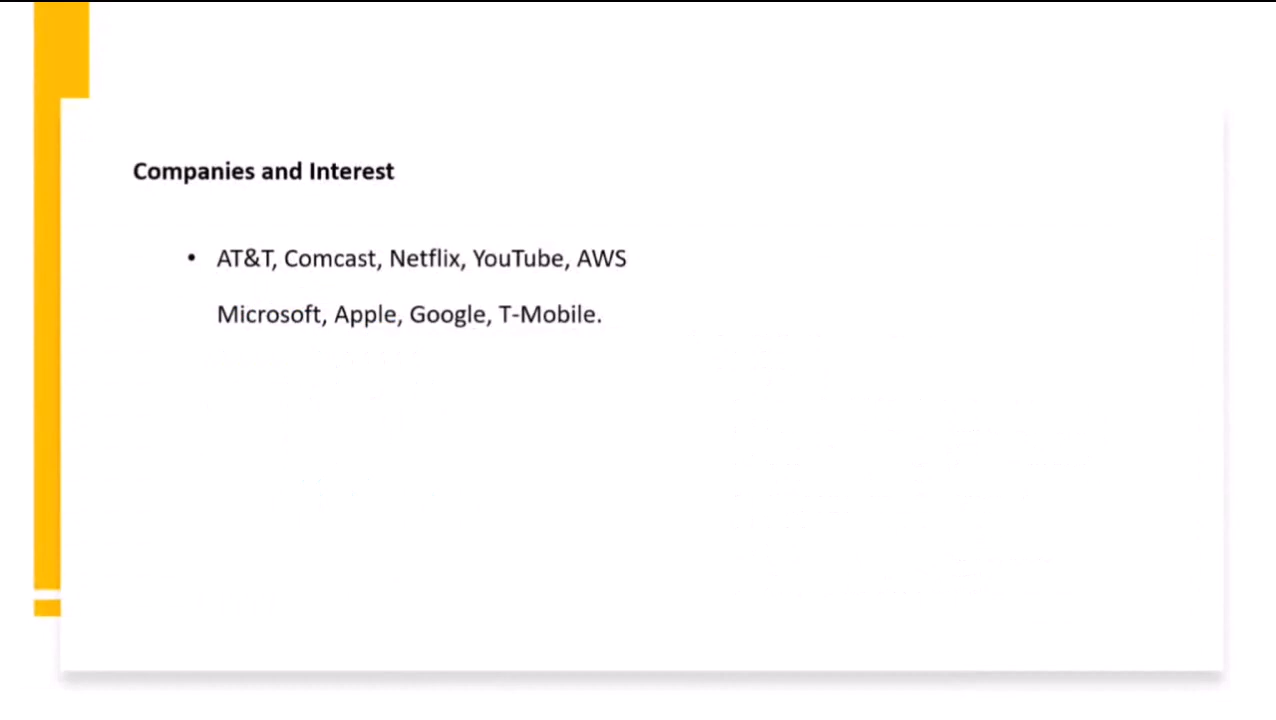 Companies and Interest
• AT&T, Comcast, Netflix, YouTube, AWS
Microsoft, Apple, Google, T-Mobile.